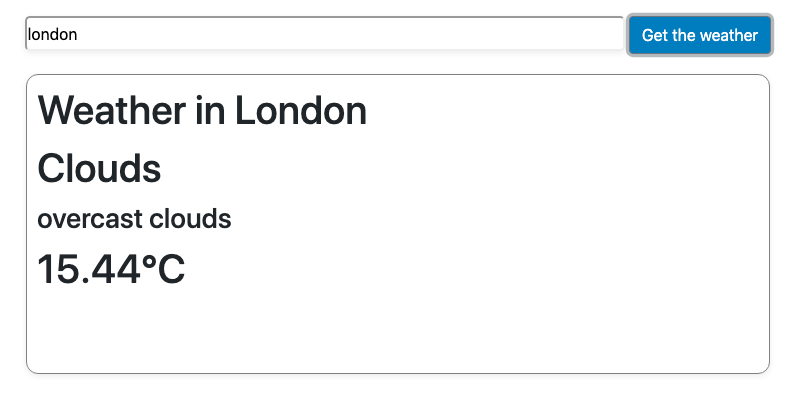 london
Get the weather
Weather in London
Clouds
overcast clouds
15.44°C